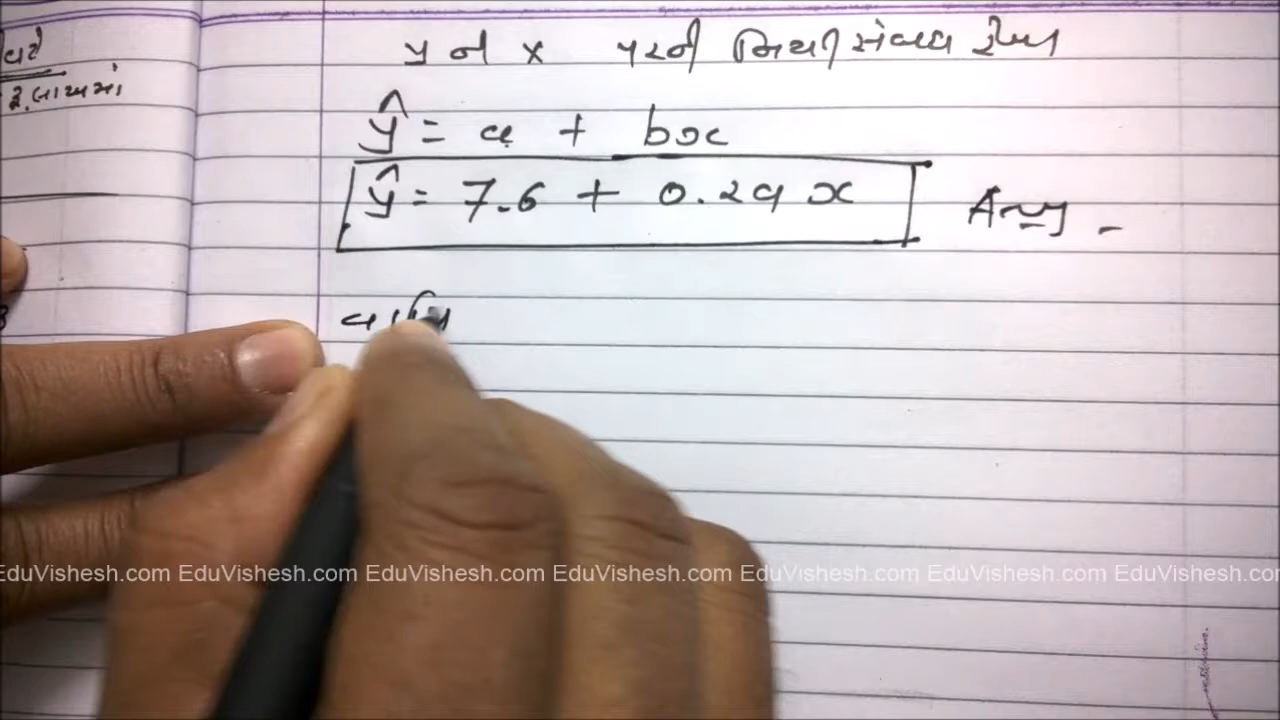 y ન x પરની નિયતસંબંધ રેખા
ŷ = a + bx
ŷ = 7.6 + 0.29 x Ans.
EduVishesh.com EduVishesh.com EduVishesh.com EduVishesh.com EduVishesh.com EduVishesh.com EduVishesh.com